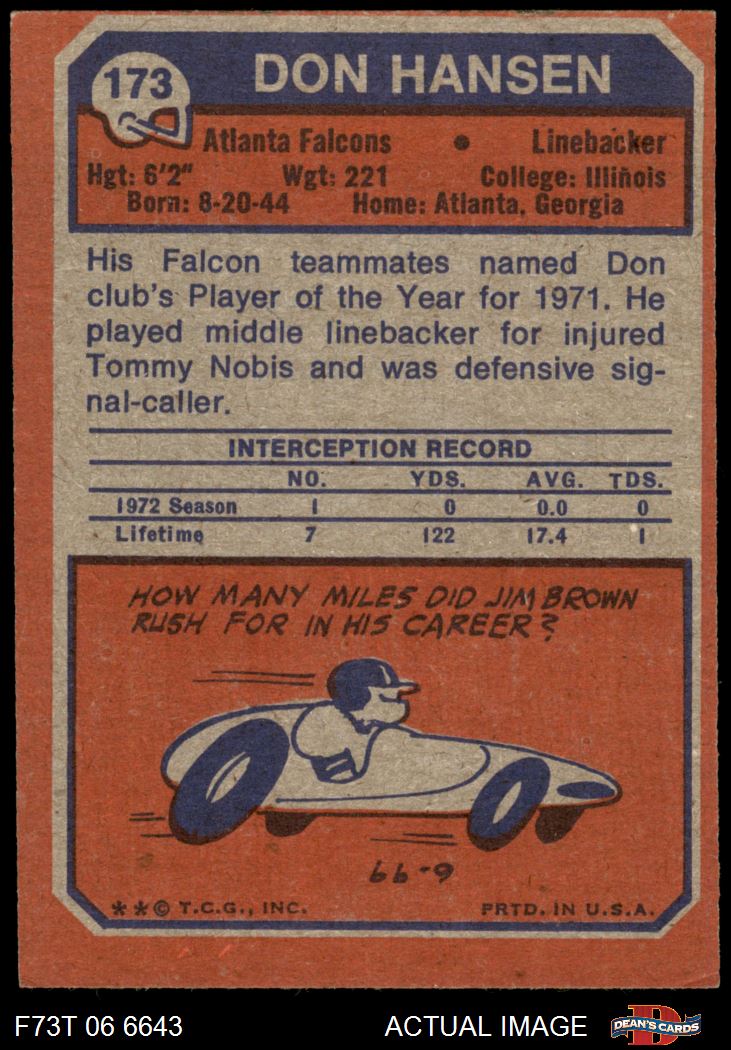 173
DON HANSEN
Atlanta Falcons • Linebacker
Hgt: 6'2" Wgt: 221 College: Illinois
Born: 8-20-44 Home: Atlanta, Georgia
His Falcon teammates named Don
club's Player of the Year for 1971. He
played middle linebacker for injured
Tommy Nobis and was defensive sig-
nal-caller.
INTERCEPTION RECORD
NO. YDS. AVG. TDS.
1972 Season 1 0 0.0 0
Lifetime 7 122 17.4 1
HOW MANY MILES DID JIM BROWN
RUSH FOR IN HIS CAREER?
66-9
**© T.C.G., INC. PRTD. IN U.S.A.
F73T 06 6643 ACTUAL IMAGE DEAN'S CARDS